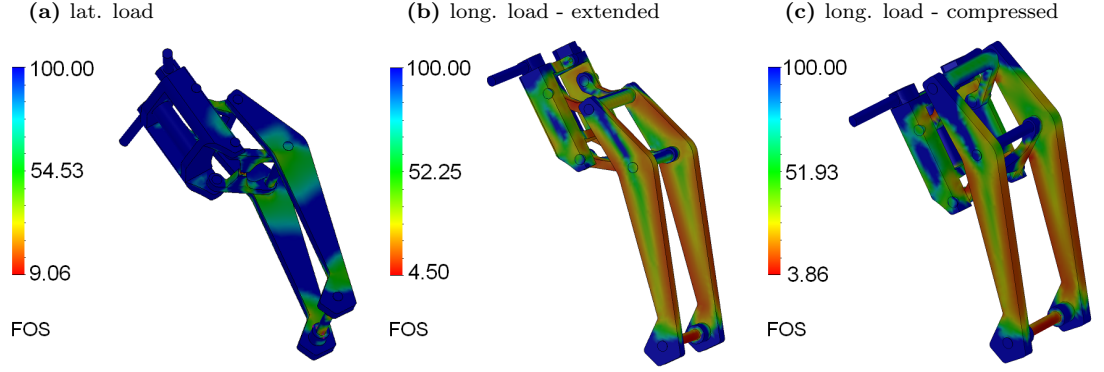 (a) lat. load
(b) long. load - extended
(c) long. load - compressed
100.00
54.53
9.06
FOS
100.00
52.25
4.50
FOS
100.00
51.93
3.86
FOS